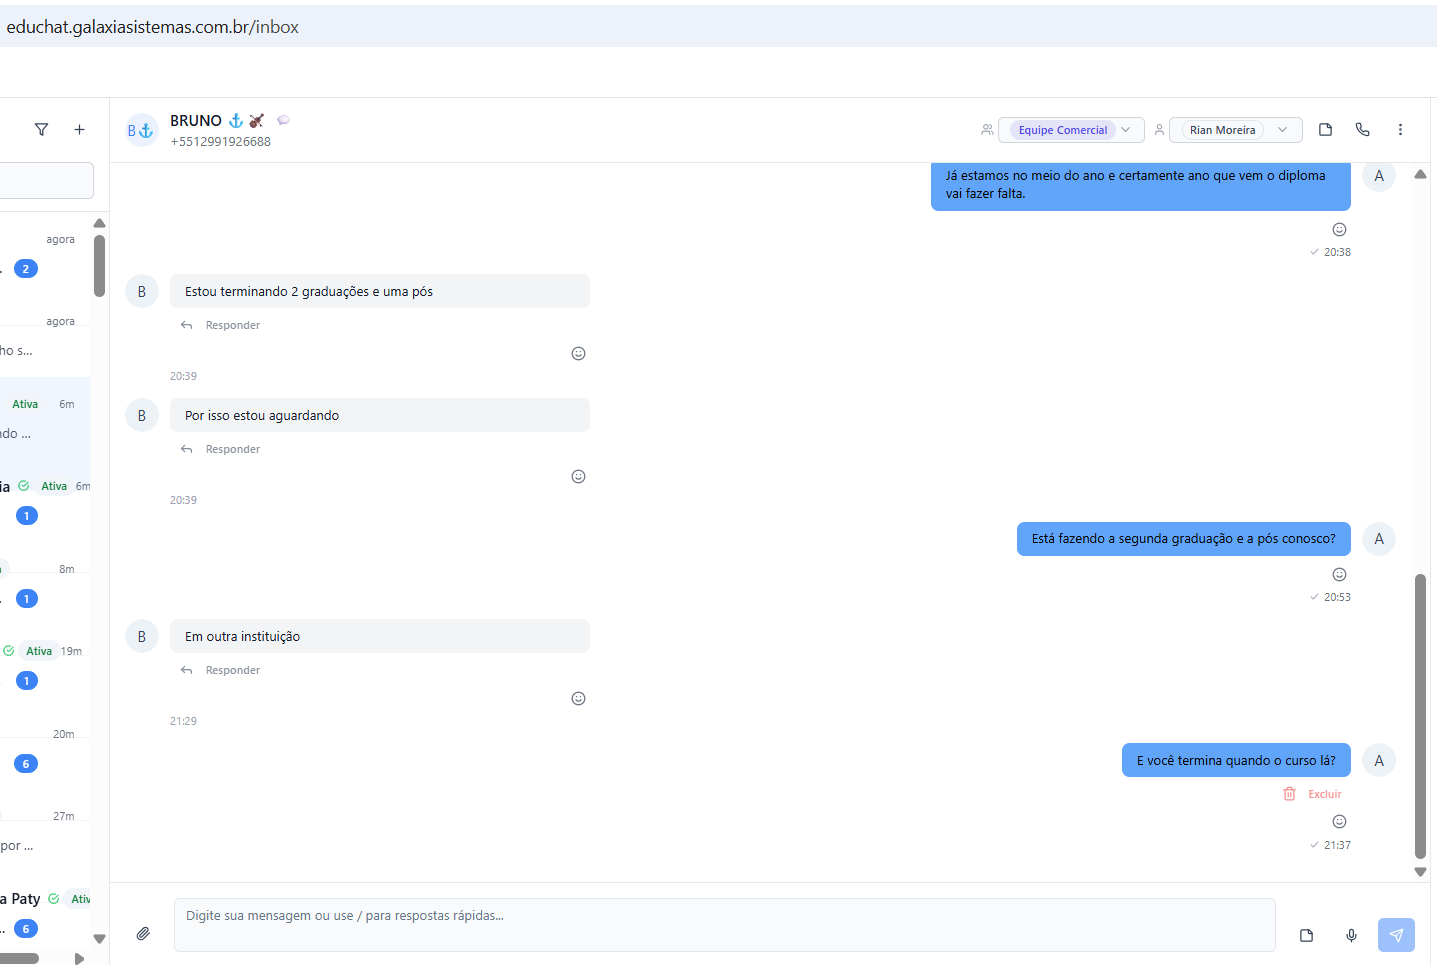 educhat.galaxiasistemas.com.br/inbox
BRUNO
B
+5512991926688
Equipe Comercial
Rian Moreira
agora
2
agora
ho s...
Ativa 6m
ndo ...
ia Ativa 6m
1
8m
1
Ativa 19m
1
20m
6
27m
por ...
a Paty Ativ
6
Já estamos no meio do ano e certamente ano que vem o diploma
vai fazer falta.
A
20:38
B
Estou terminando 2 graduações e uma pós
Responder
20:39
B
Por isso estou aguardando
Responder
20:39
Está fazendo a segunda graduação e a pós conosco?
A
20:53
B
Em outra instituição
Responder
21:29
E você termina quando o curso lá?
A
Excluir
21:37
Digite sua mensagem ou use / para respostas rápidas...